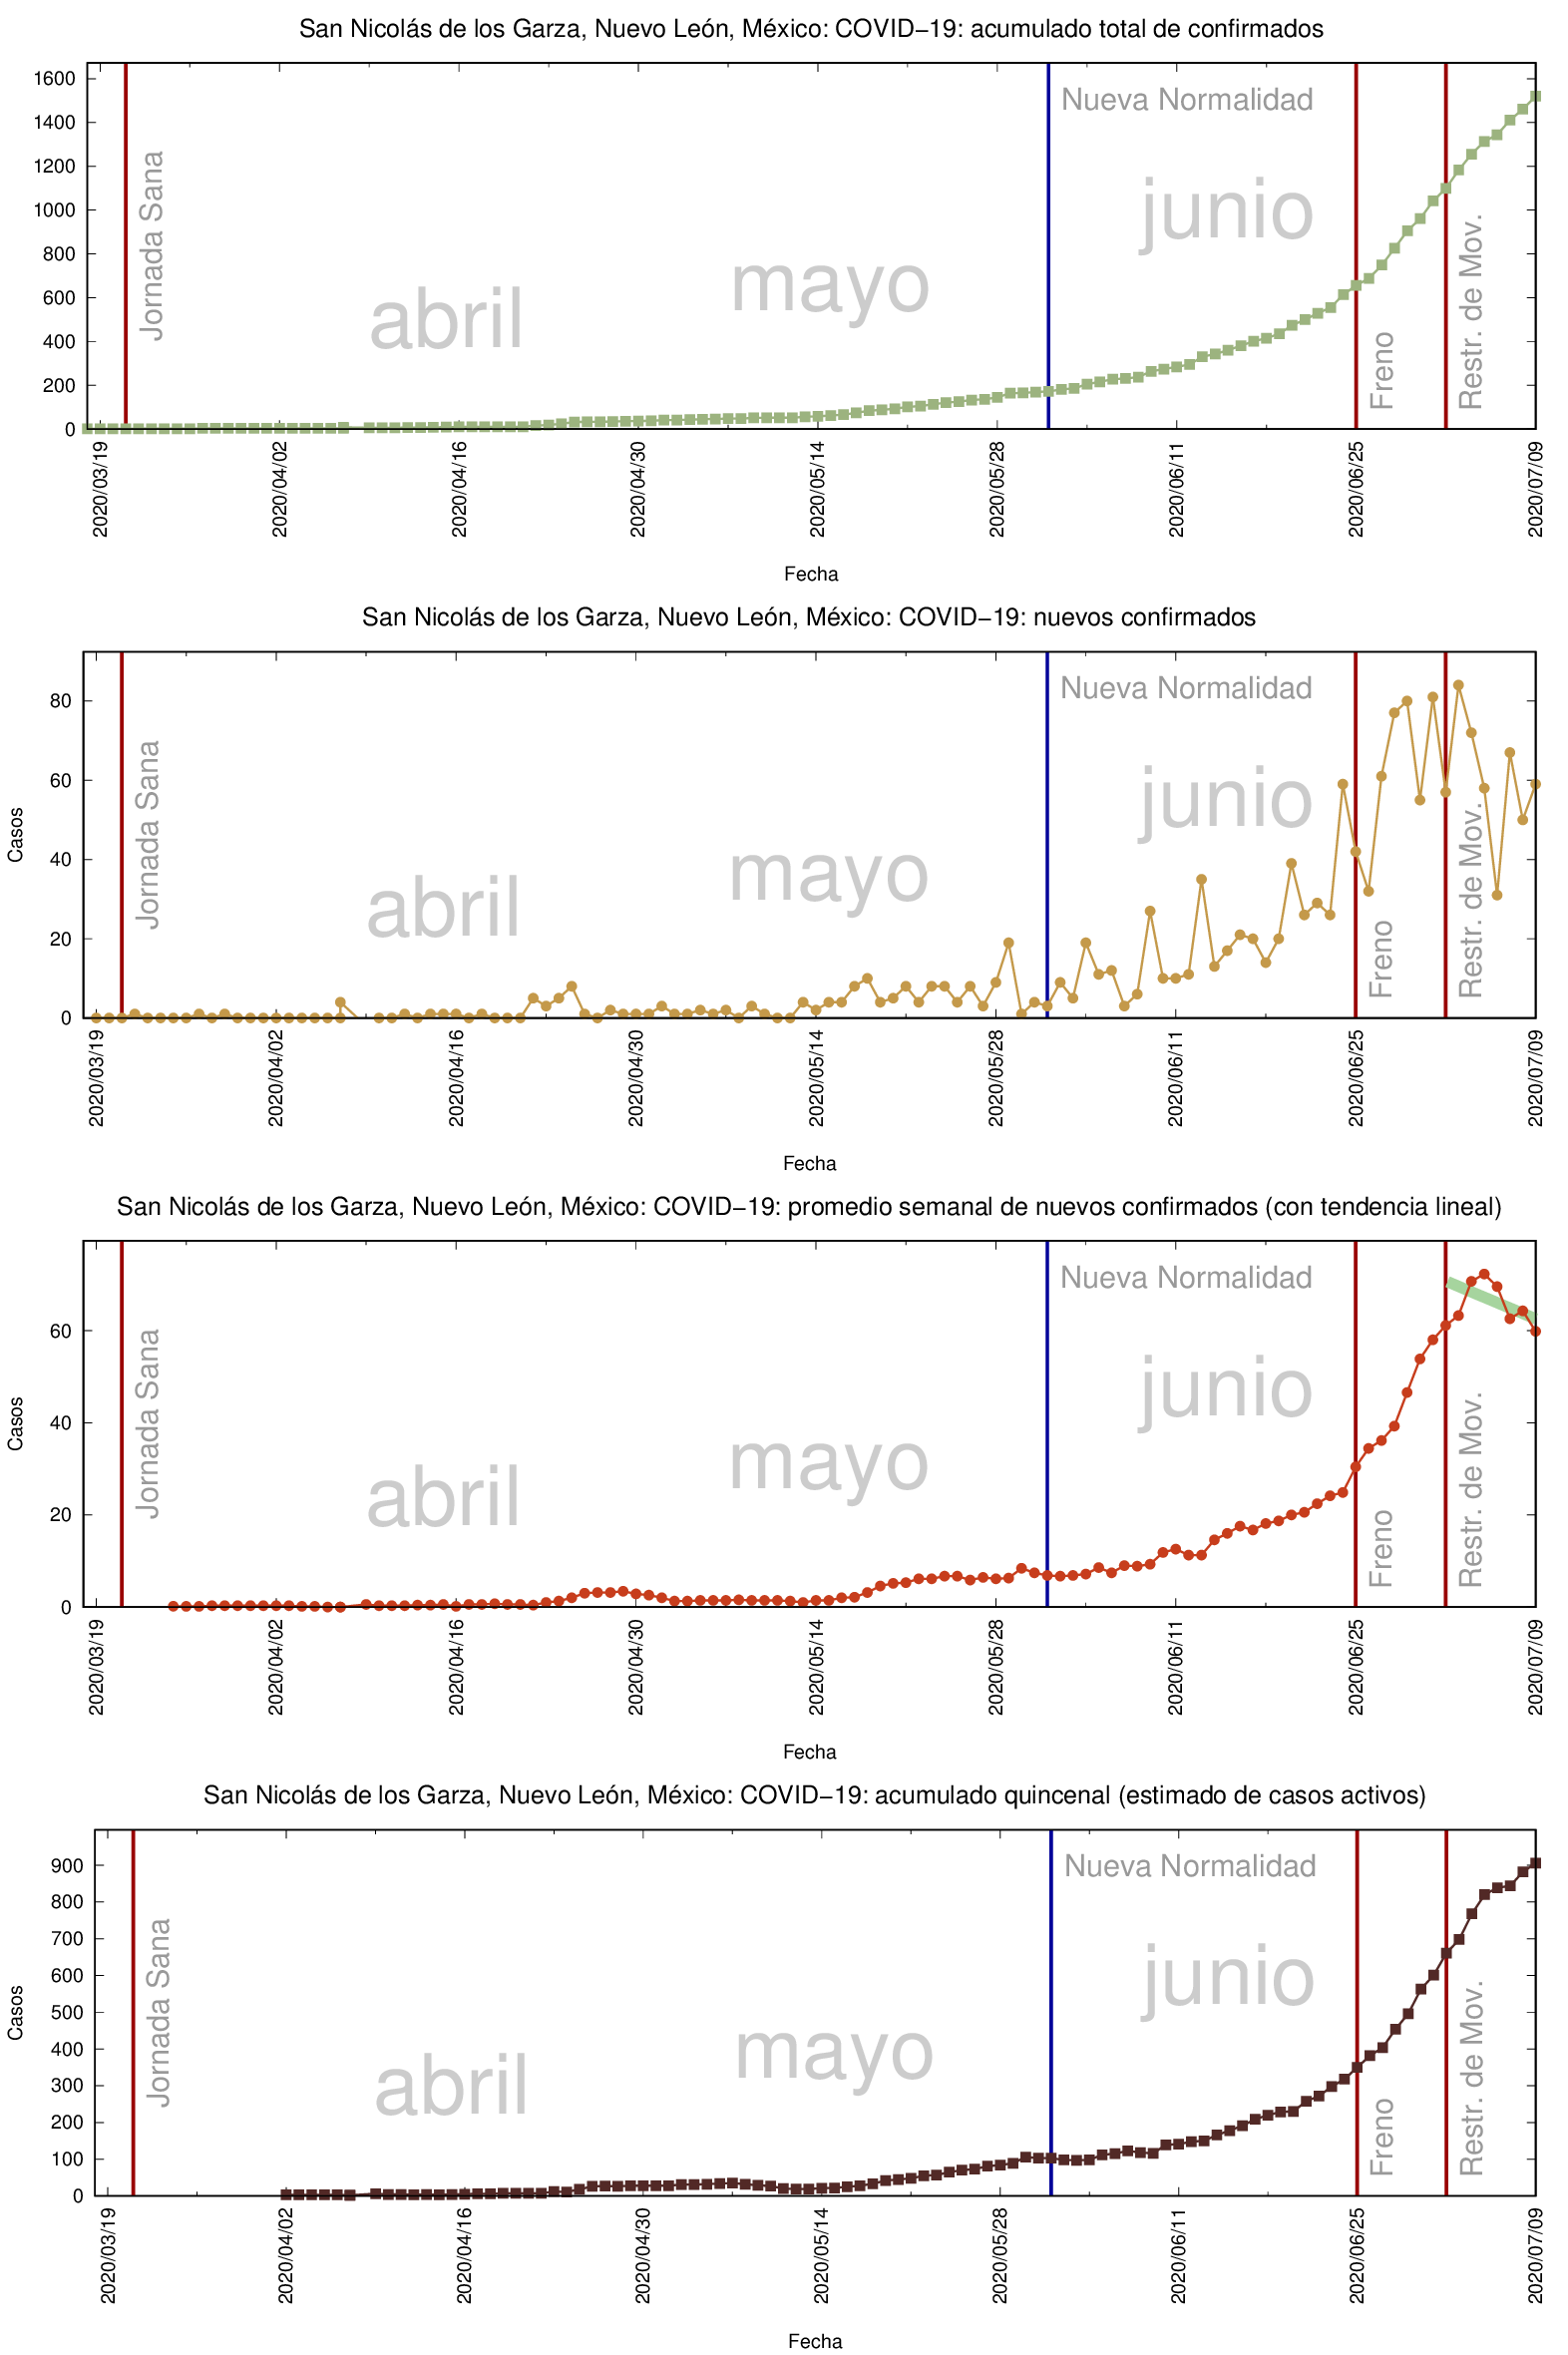 San Nicolás de los Garza, Nuevo León, México: COVID−19: acumulado total de confirmados
1600
1400
1200
1000
800
600
400
200
0
Jornada Sana
abril
mayo
Nueva Normalidad
junio
Freno
Restr. de Mov.
2020/03/19
2020/04/02
2020/04/16
2020/04/30
2020/05/14
2020/05/28
2020/06/11
2020/06/25
2020/07/09
Fecha
San Nicolás de los Garza, Nuevo León, México: COVID−19: nuevos confirmados
Casos
80
60
40
20
0
Jornada Sana
abril
mayo
Nueva Normalidad
junio
Freno
Restr. de Mov.
2020/03/19
2020/04/02
2020/04/16
2020/04/30
2020/05/14
2020/05/28
2020/06/11
2020/06/25
2020/07/09
Fecha
San Nicolás de los Garza, Nuevo León, México: COVID−19: promedio semanal de nuevos confirmados (con tendencia lineal)
Casos
60
40
20
0
Jornada Sana
abril
mayo
Nueva Normalidad
junio
Freno
Restr. de Mov.
2020/03/19
2020/04/02
2020/04/16
2020/04/30
2020/05/14
2020/05/28
2020/06/11
2020/06/25
2020/07/09
Fecha
San Nicolás de los Garza, Nuevo León, México: COVID−19: acumulado quincenal (estimado de casos activos)
Casos
900
800
700
600
500
400
300
200
100
0
Jornada Sana
abril
mayo
Nueva Normalidad
junio
Freno
Restr. de Mov.
2020/03/19
2020/04/02
2020/04/16
2020/04/30
2020/05/14
2020/05/28
2020/06/11
2020/06/25
2020/07/09
Fecha